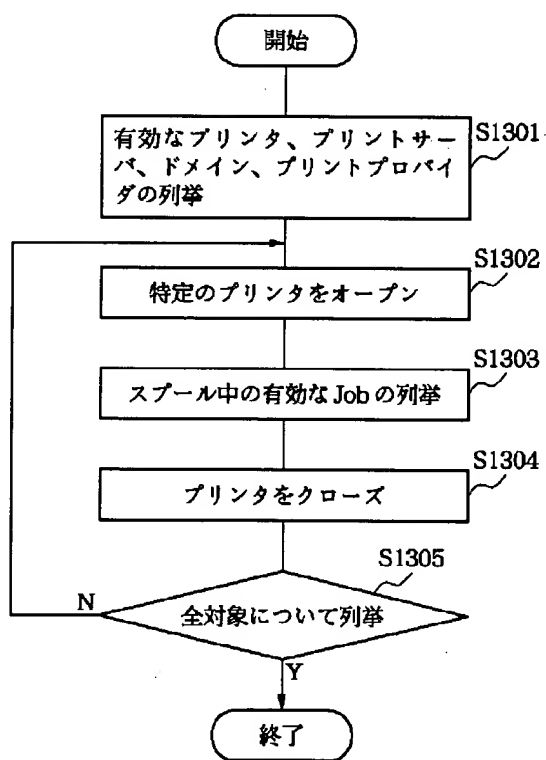 開始
S1301
有効なプリンタ、プリントサー
バ、ドメイン、プリントプロバイ
ダの列挙
S1302
特定のプリンタをオープン
S1303
スプール中の有効なJobの列挙
S1304
プリンタをクローズ
S1305
N
全対象について列挙
Y
終了